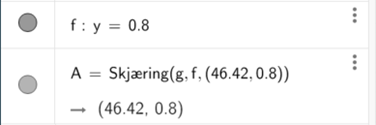 f : y = 0.8
A = Skjæring(g, f, (46.42, 0.8))
→ (46.42, 0.8)